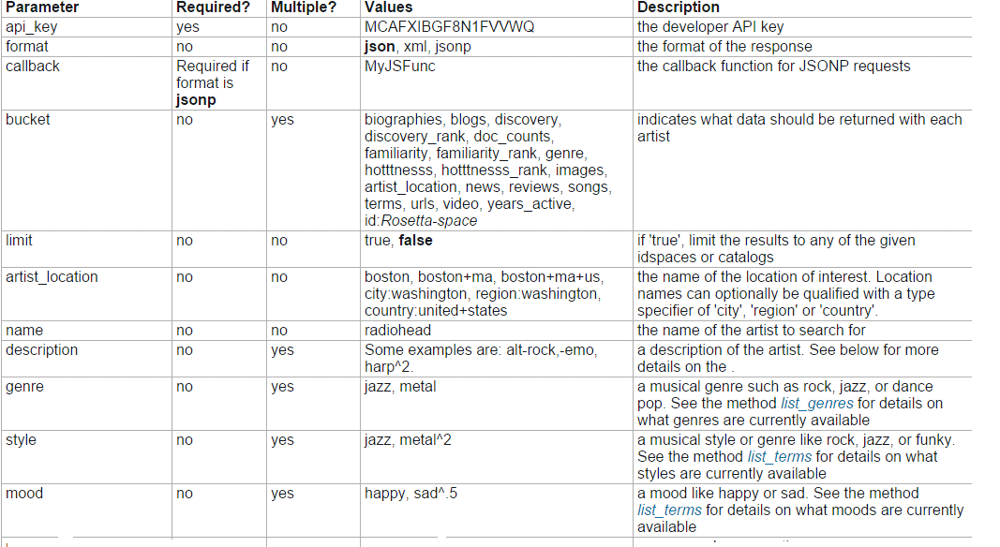 Parameter Required? Multiple? Values Description
api_key yes no MCAFXIBGF8N1FVVWQ the developer API key
format no no json, xml, jsonp the format of the response
callback Required if no MyJSFunc the callback function for JSONP requests
format is
jsonp
bucket no yes biographies, blogs, discovery, indicates what data should be returned with each
discovery_rank, doc_counts, artist
familiarity, familiarity_rank, genre,
hotttnesss, hotttnesss_rank, images,
artist_location, news, reviews, songs,
terms, urls, video, years_active,
id:Rosetta-space
limit no no true, false if 'true', limit the results to any of the given
idspaces or catalogs
artist_location no no boston, boston+ma, boston+ma+us, the name of the location of interest. Location
city:washington, region:washington, names can optionally be qualified with a type
country:united+states specifier of 'city', 'region' or 'country'.
name no no radiohead the name of the artist to search for
description no yes Some examples are: alt-rock,-emo, a description of the artist. See below for more
harp^2. details on the .
genre no yes jazz, metal a musical genre such as rock, jazz, or dance
pop. See the method list_genres for details on
what genres are currently available
style no yes jazz, metal^2 a musical style or genre like rock, jazz, or funky.
See the method list_terms for details on what
styles are currently available
mood no yes happy, sad^.5 a mood like happy or sad. See the method
list_terms for details on what moods are currently
available